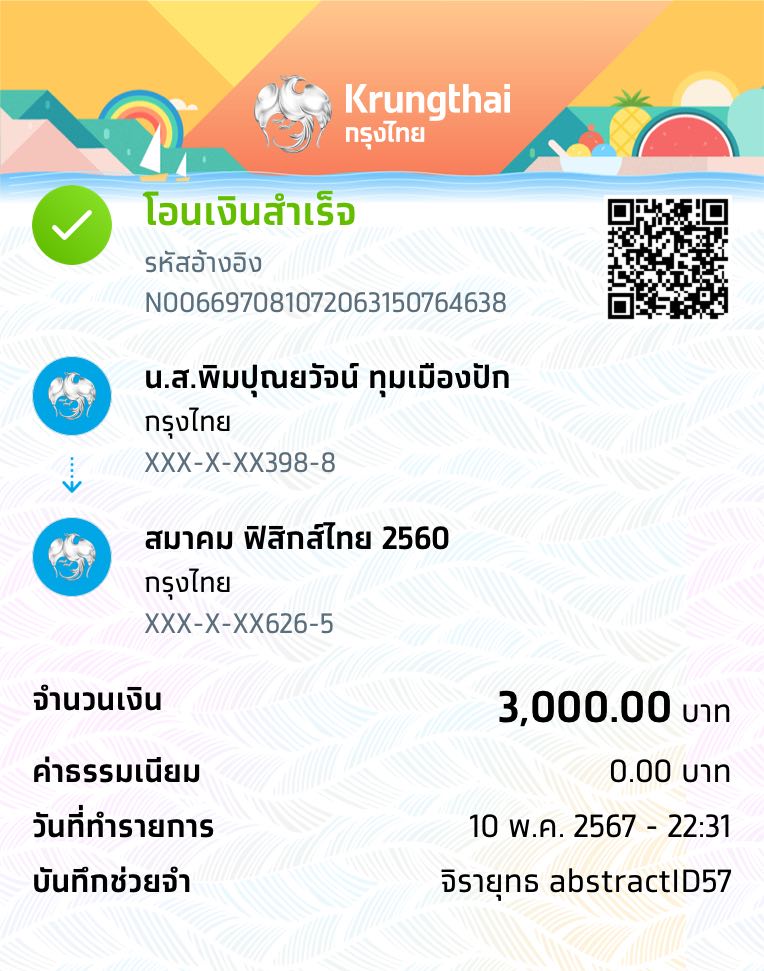 Krungthai
กรุงไทย
โอนเงินสำเร็จ
รหัสอ้างอิง
N006697081072063150764638
น.ส.พิมปุณยวัจน์ ทุมเมืองปัก
กรุงไทย
XXX-X-XX398-8
สมาคม ฟิสิกส์ไทย 2560
กรุงไทย
XXX-X-XX626-5
จำนวนเงิน 3,000.00 บาท
ค่าธรรมเนียม 0.00 บาท
วันที่ทำรายการ 10 พ.ค. 2567 - 22:31
บันทึกช่วยจำ จิรายุทธ abstractID57